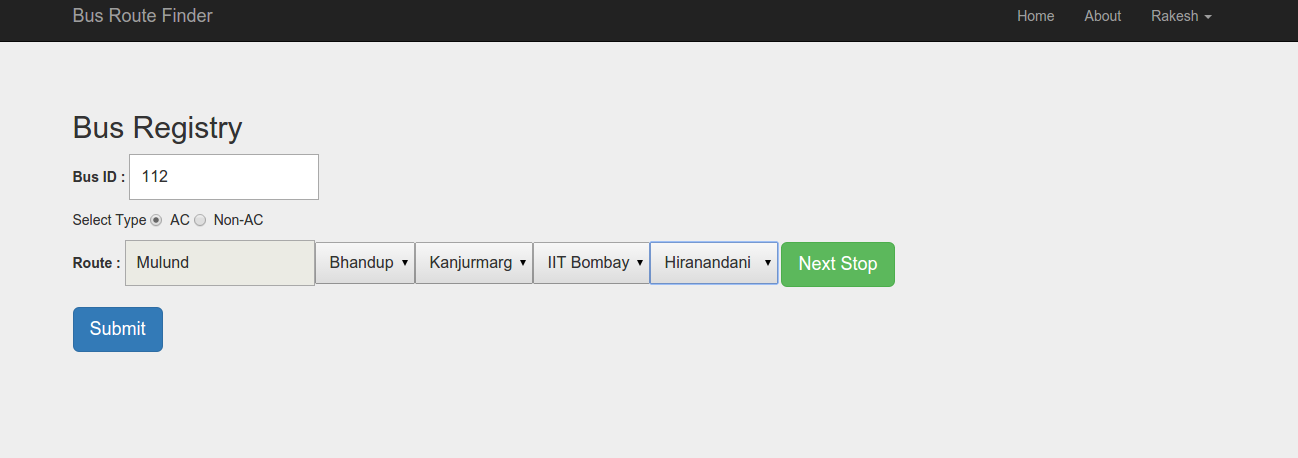 Bus Route Finder Home About Rakesh
Bus Registry
Bus ID : 112
Select Type AC Non-AC
Route : Mulund Bhandup Kanjurmarg IIT Bombay Hiranandani Next Stop
Submit